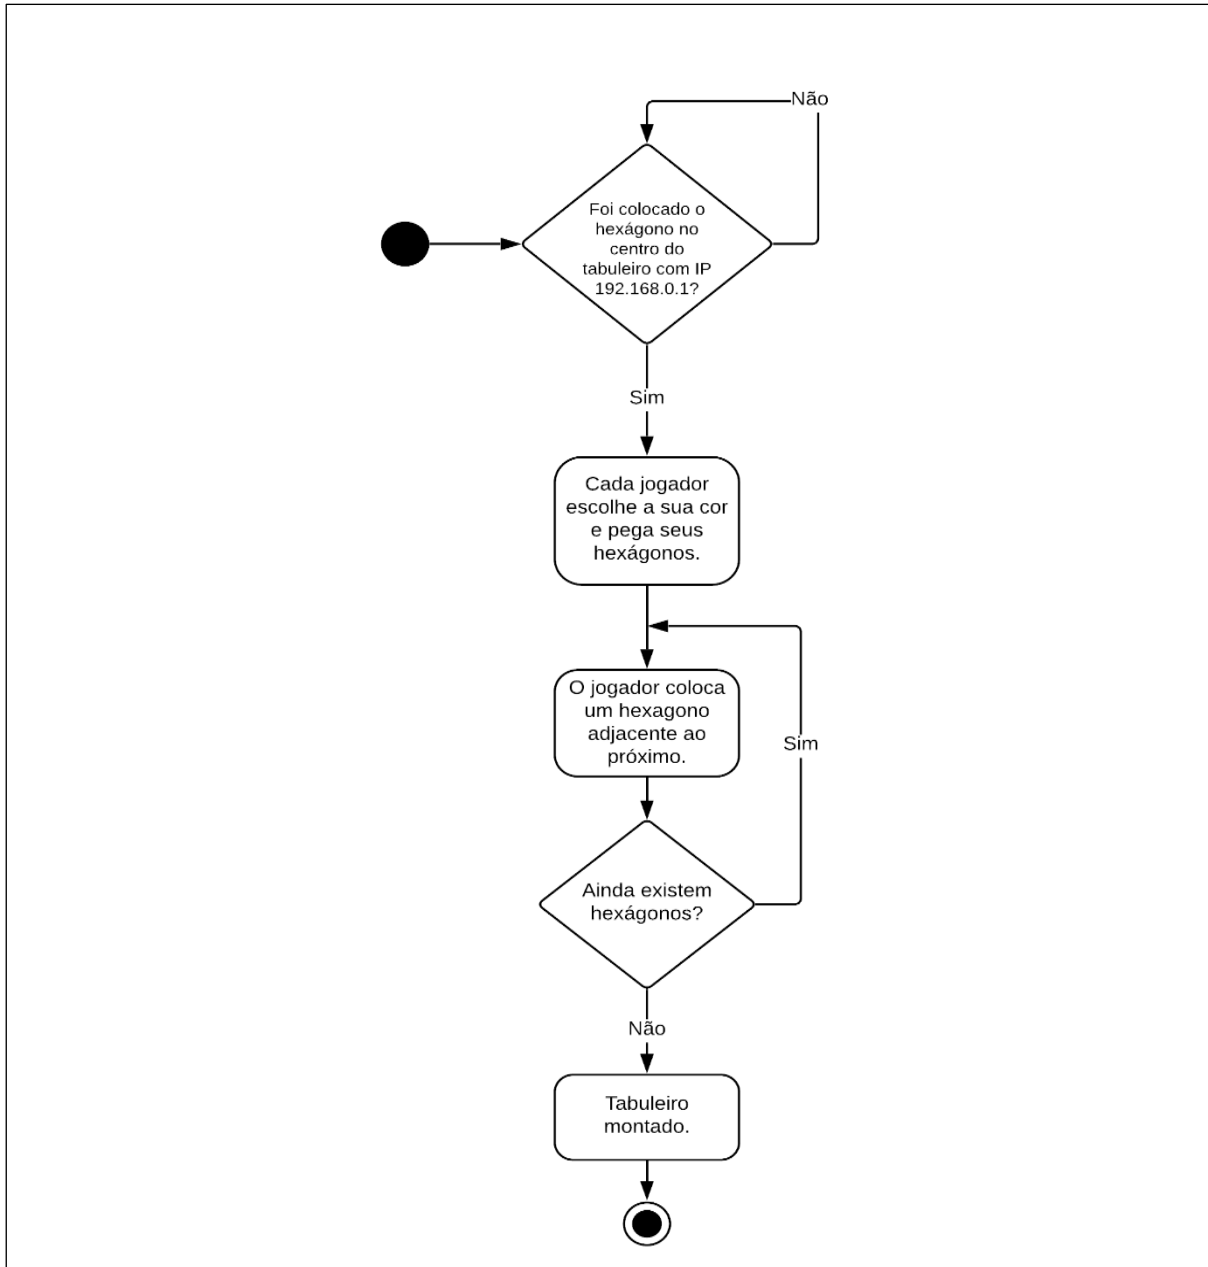 Não
Foi colocado o
hexágono no
centro do
tabuleiro com IP
192.168.0.1?
Sim
Cada jogador
escolhe a sua cor
e pega seus
hexágonos.
O jogador coloca
um hexagono
adjacente ao
próximo.
Sim
Ainda existem
hexágonos?
Não
Tabuleiro
montado.